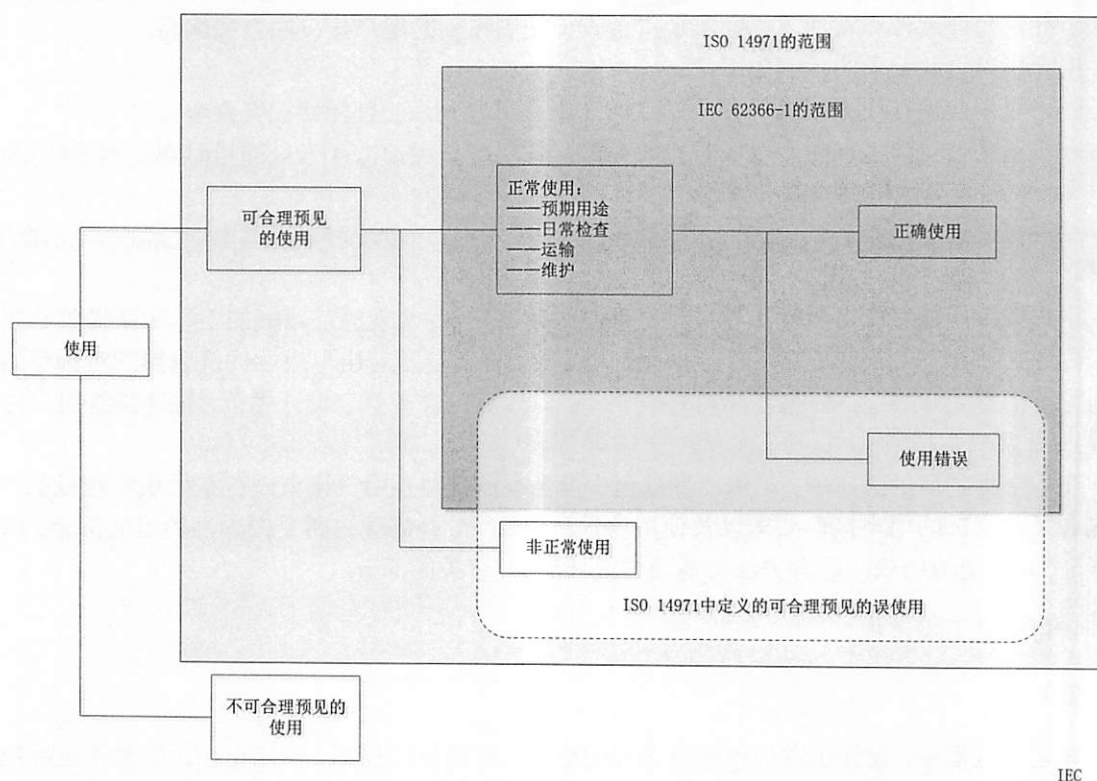 ISO 14971的范围
IEC 62366-1的范围
可合理预见
的使用
正常使用：
——预期用途
——日常检查
——运输
——维护
正确使用
使用
使用错误
非正常使用
ISO 14971中定义的可合理预见的误使用
不可合理预见的
使用
IEC